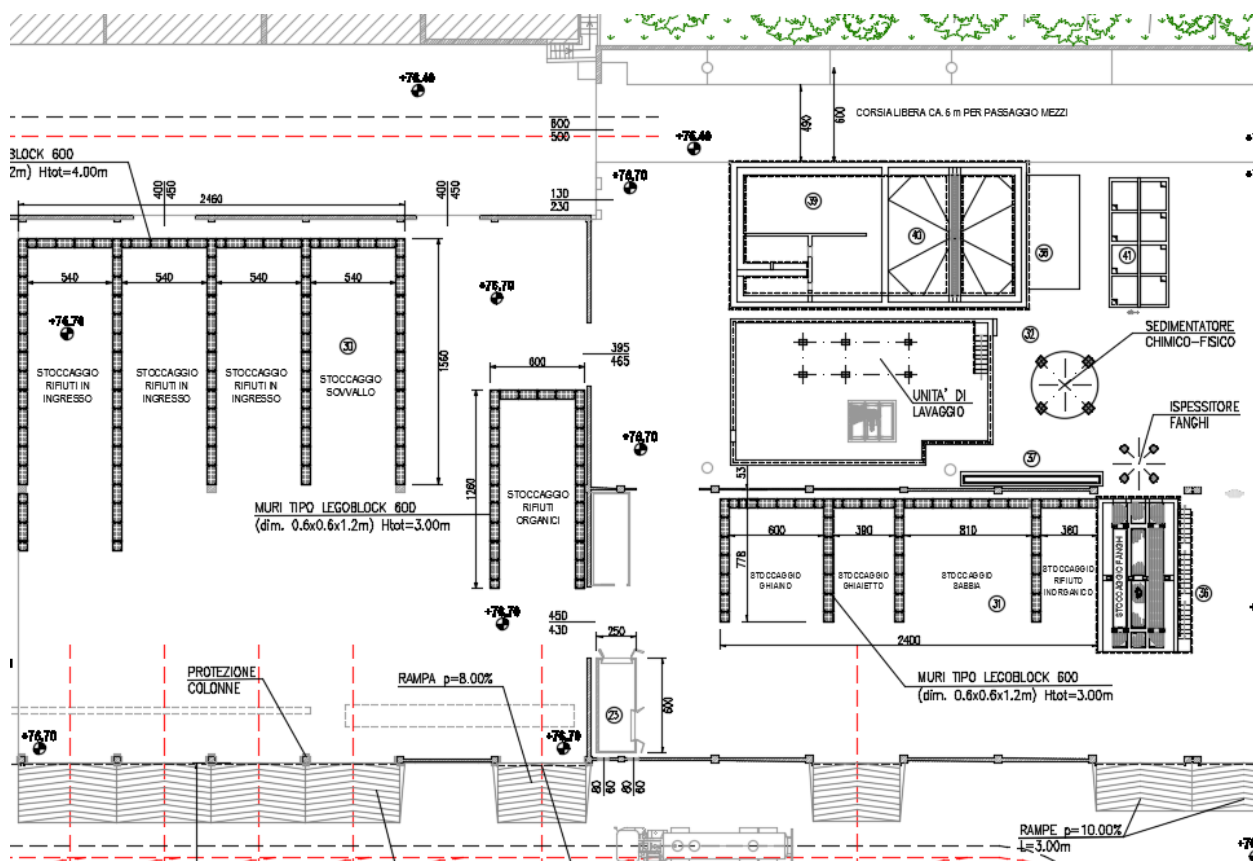 +76.40
600
500
490
600
CORSIA LIBERA CA. 6 m PER PASSAGGIO MEZZI
+76.40
BLOCK 600
2m) Htot=4.00m
400
450
2460
400
450
+76.70
130
230
39
40
38
41
540
540
540
540
+76.70
+76.70
30
1560
STOCCAGGIO
RIFIUTI IN
INGRESSO
STOCCAGGIO
RIFIUTI IN
INGRESSO
STOCCAGGIO
RIFIUTI IN
INGRESSO
STOCCAGGIO
SOVVALLO
395
465
600
32
SEDIMENTATORE
CHIMICO-FISICO
UNITA' DI
LAVAGGIO
ISPESSITORE
FANGHI
+76.70
37
53
1260
STOCCAGGIO
RIFIUTI
ORGANICI
MURI TIPO LEGOBLOCK 600
(dim. 0.6x0.6x1.2m) Htot=3.00m
600
390
810
360
778
STOCCAGGIO
GHIAINO
STOCCAGGIO
GHIAIETTO
STOCCAGGIO
SABBIA
STOCCAGGIO
RIFIUTO
INORGANICO
STOCCAGGIO FANGHI
31
36
+76.70
450
430
250
2400
PROTEZIONE
COLONNE
RAMPA p=8.00%
MURI TIPO LEGOBLOCK 600
(dim. 0.6x0.6x1.2m) Htot=3.00m
23
600
+76.70
+76.70
80
60
80
60
RAMPE p=10.00%
L=3.00m